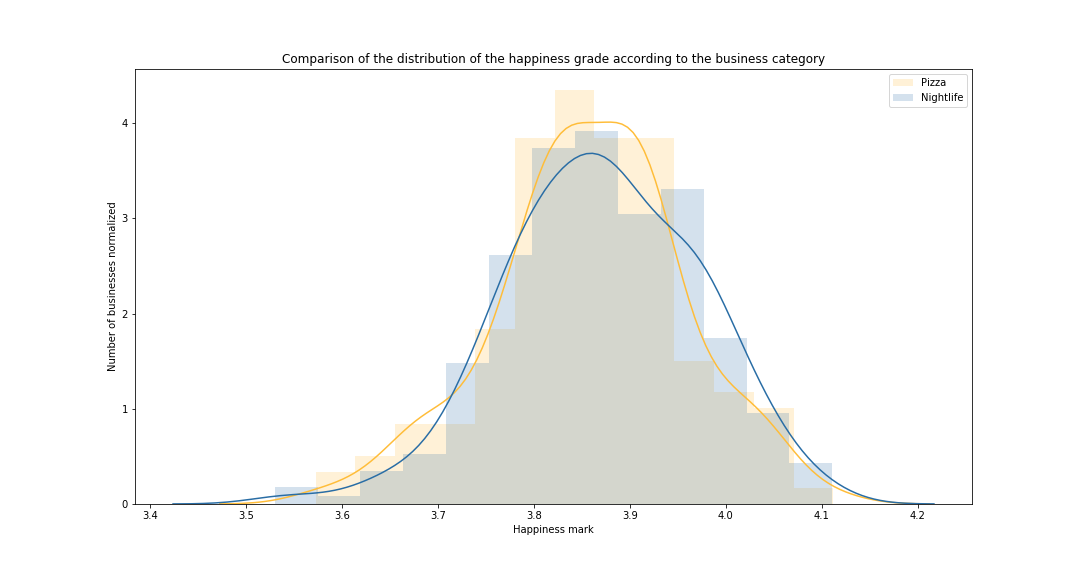 Comparison of the distribution of the happiness grade according to the business category
Pizza
Nightlife
Number of businesses normalized
4
3
2
1
0
3.4 3.5 3.6 3.7 3.8 3.9 4.0 4.1 4.2
Happiness mark